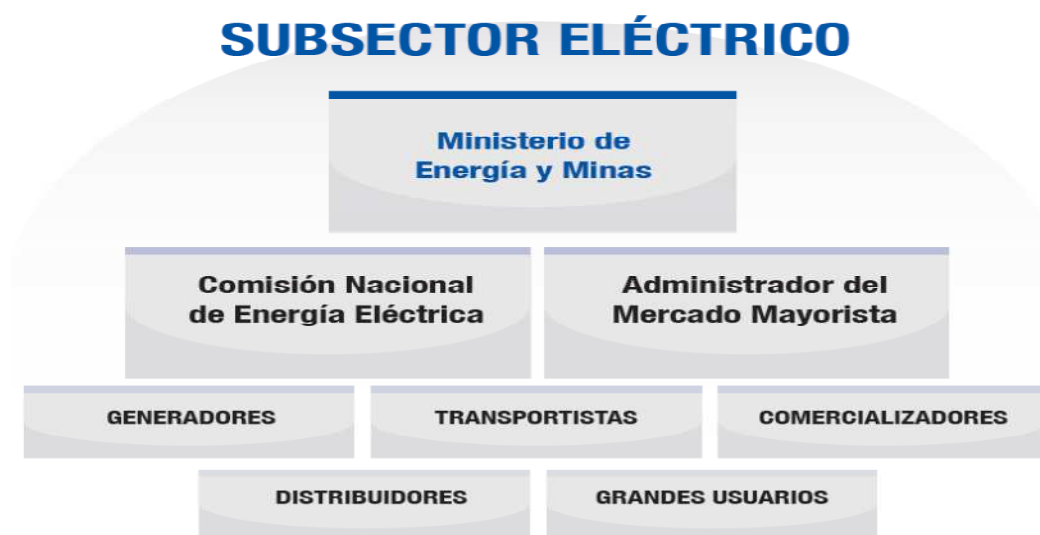 SUBSECTOR ELÉCTRICO
Ministerio de
Energía y Minas
Comisión Nacional
de Energía Eléctrica
Administrador del
Mercado Mayorista
GENERADORES
TRANSPORTISTAS
COMERCIALIZADORES
DISTRIBUIDORES
GRANDES USUARIOS